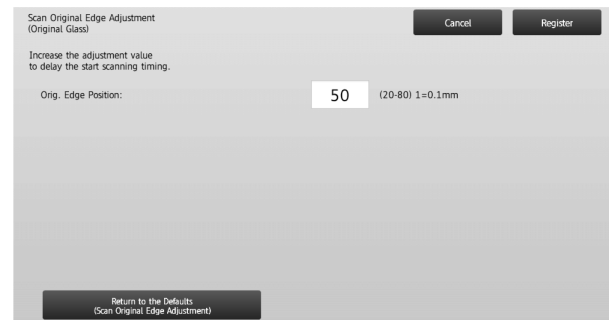 Scan Original Edge Adjustment
(Original Glass)
Cancel
Register
Increase the adjustment value
to delay the start scanning timing.
Orig. Edge Position:
50
(20-80) 1=0.1mm
Return to the Defaults
(Scan Original Edge Adjustment)